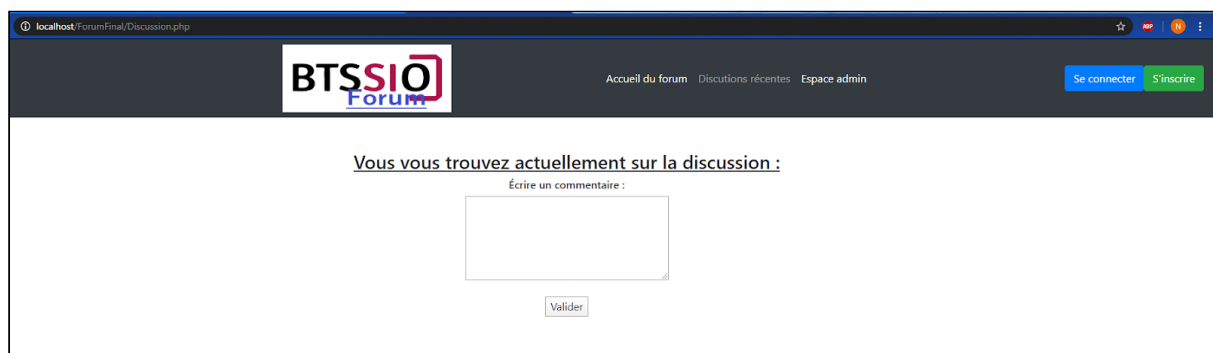 localhost/ForumFinal/Discussion.php
ABP
N
BTSSIO
Forum
Accueil du forum Discutions récentes Espace admin
Se connecter S'inscrire
Vous vous trouvez actuellement sur la discussion :
Écrire un commentaire :
Valider